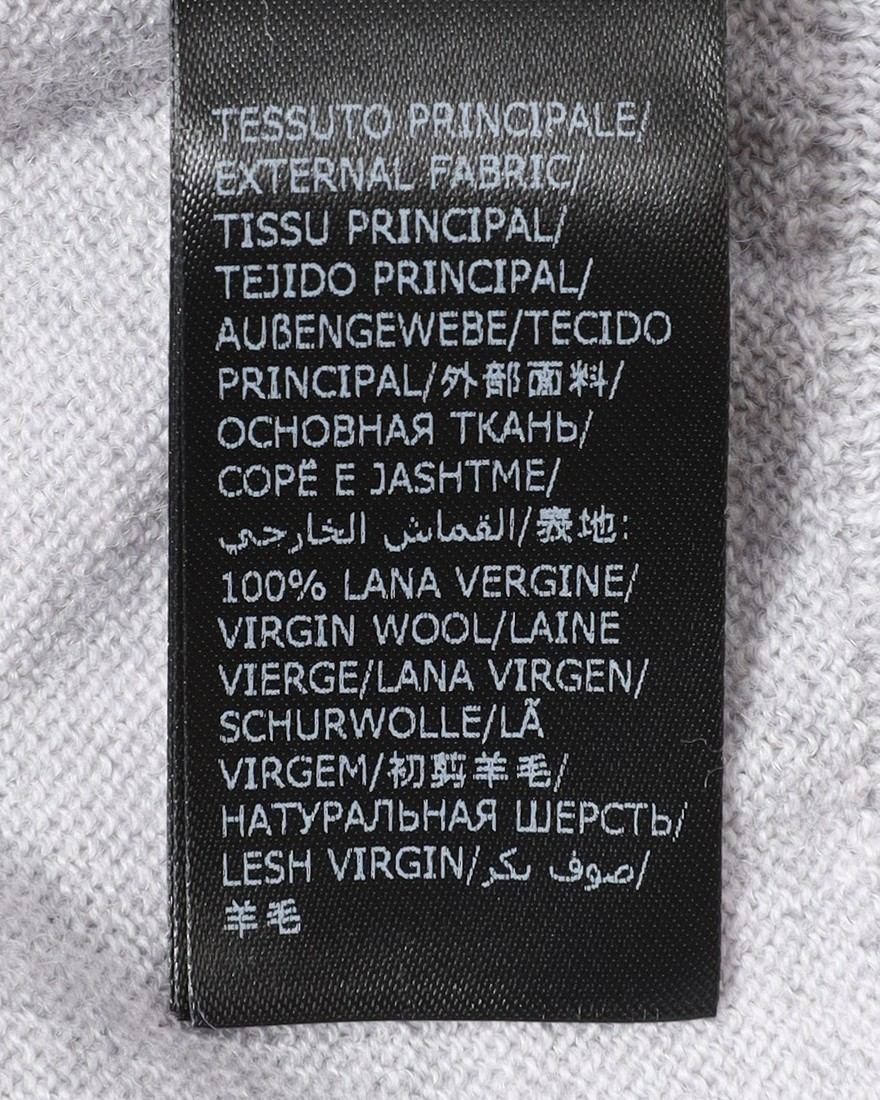 TESSUTO PRINCIPALE/
EXTERNAL FABRIC/
TISSU PRINCIPAL/
TEJIDO PRINCIPAL/
AUßENGEWEBE/TECIDO
PRINCIPAL/外部面料/
ОСНОВНАЯ ТКАНЬ/
COPË E JASHTME/
القماش الخارجي/表地:
100% LANA VERGINE/
VIRGIN WOOL/LAINE
VIERGE/LANA VIRGEN/
SCHURWOLLE/LÃ
VIRGEM/初剪羊毛/
НАТУРАЛЬНАЯ ШЕРСТЬ/
LESH VIRGIN/صوف بكر/
羊毛